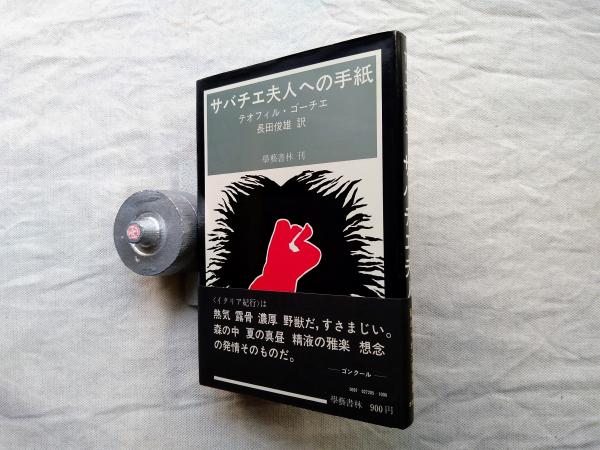 サバチエ夫人への手紙
テオフィル・ゴーチエ
長田俊雄 訳
學藝書林 刊
〈イタリア紀行〉は
熱気 露骨 濃厚 野獣だ,すさまじい。
森の中 夏の真昼 精液の雅楽 想念
の発情そのものだ。
──ゴンクール──
學藝書林 900円